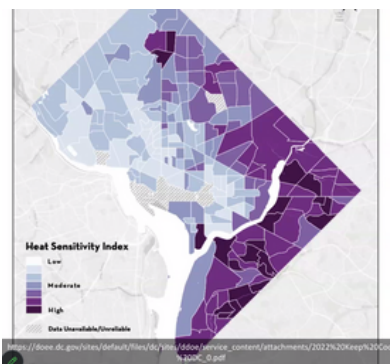 Heat Sensitivity Index
Low
Moderate
High
Data Unavailable/Unreliable
https://doee.dc.gov/sites/default/files/dc/sites/ddoe/service_content/attachments/2022%20Keep%20Coo
%20DC_0.pdf